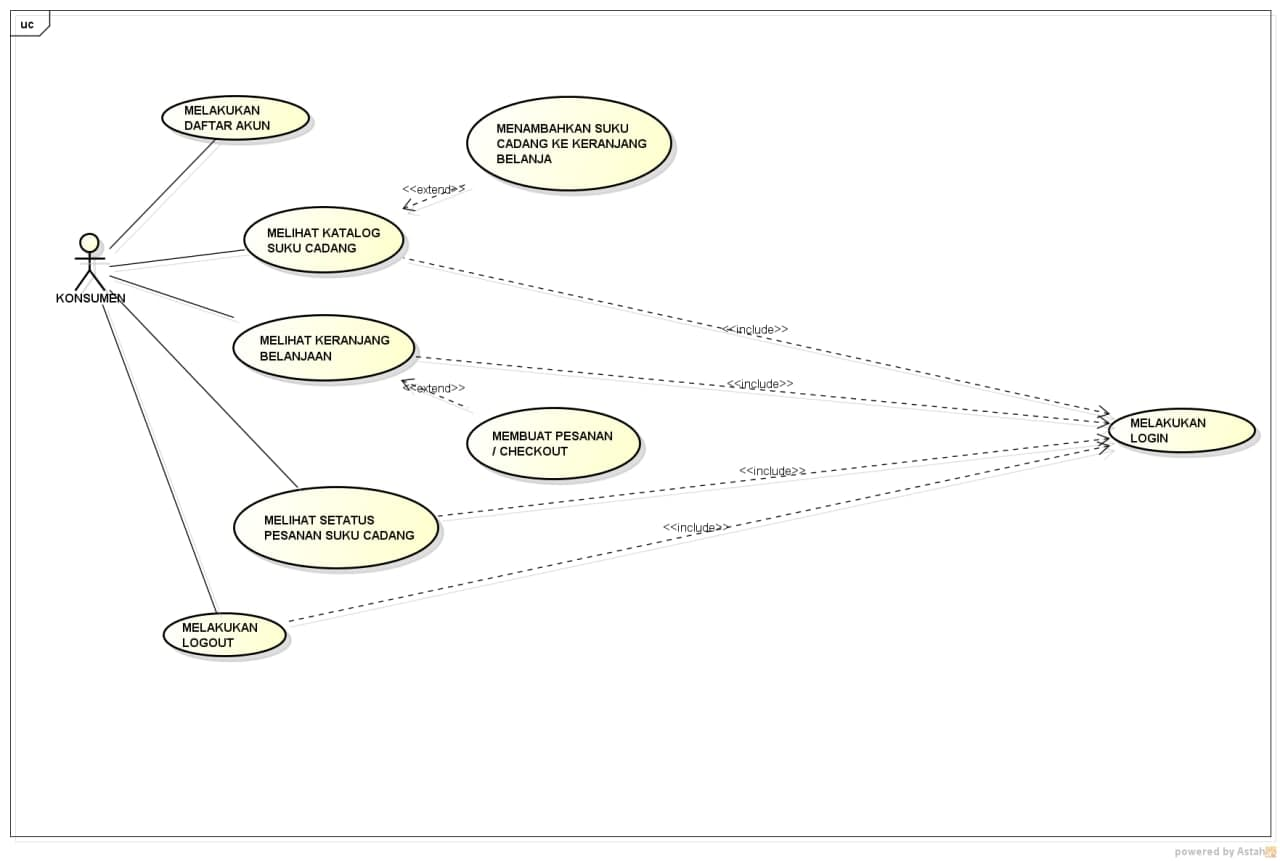 uc
MELAKUKAN
DAFTAR AKUN
MENAMBAHKAN SUKU
CADANG KE KERANJANG
BELANJA
<<extend>>
MELIHAT KATALOG
SUKU CADANG
KONSUMEN
<<include>>
MELIHAT KERANJANG
BELANJAAN
<<include>>
<<extend>>
MEMBUAT PESANAN
/ CHECKOUT
MELAKUKAN
LOGIN
<<include>>
MELIHAT SETATUS
PESANAN SUKU CADANG
<<include>>
MELAKUKAN
LOGOUT
powered by Astah